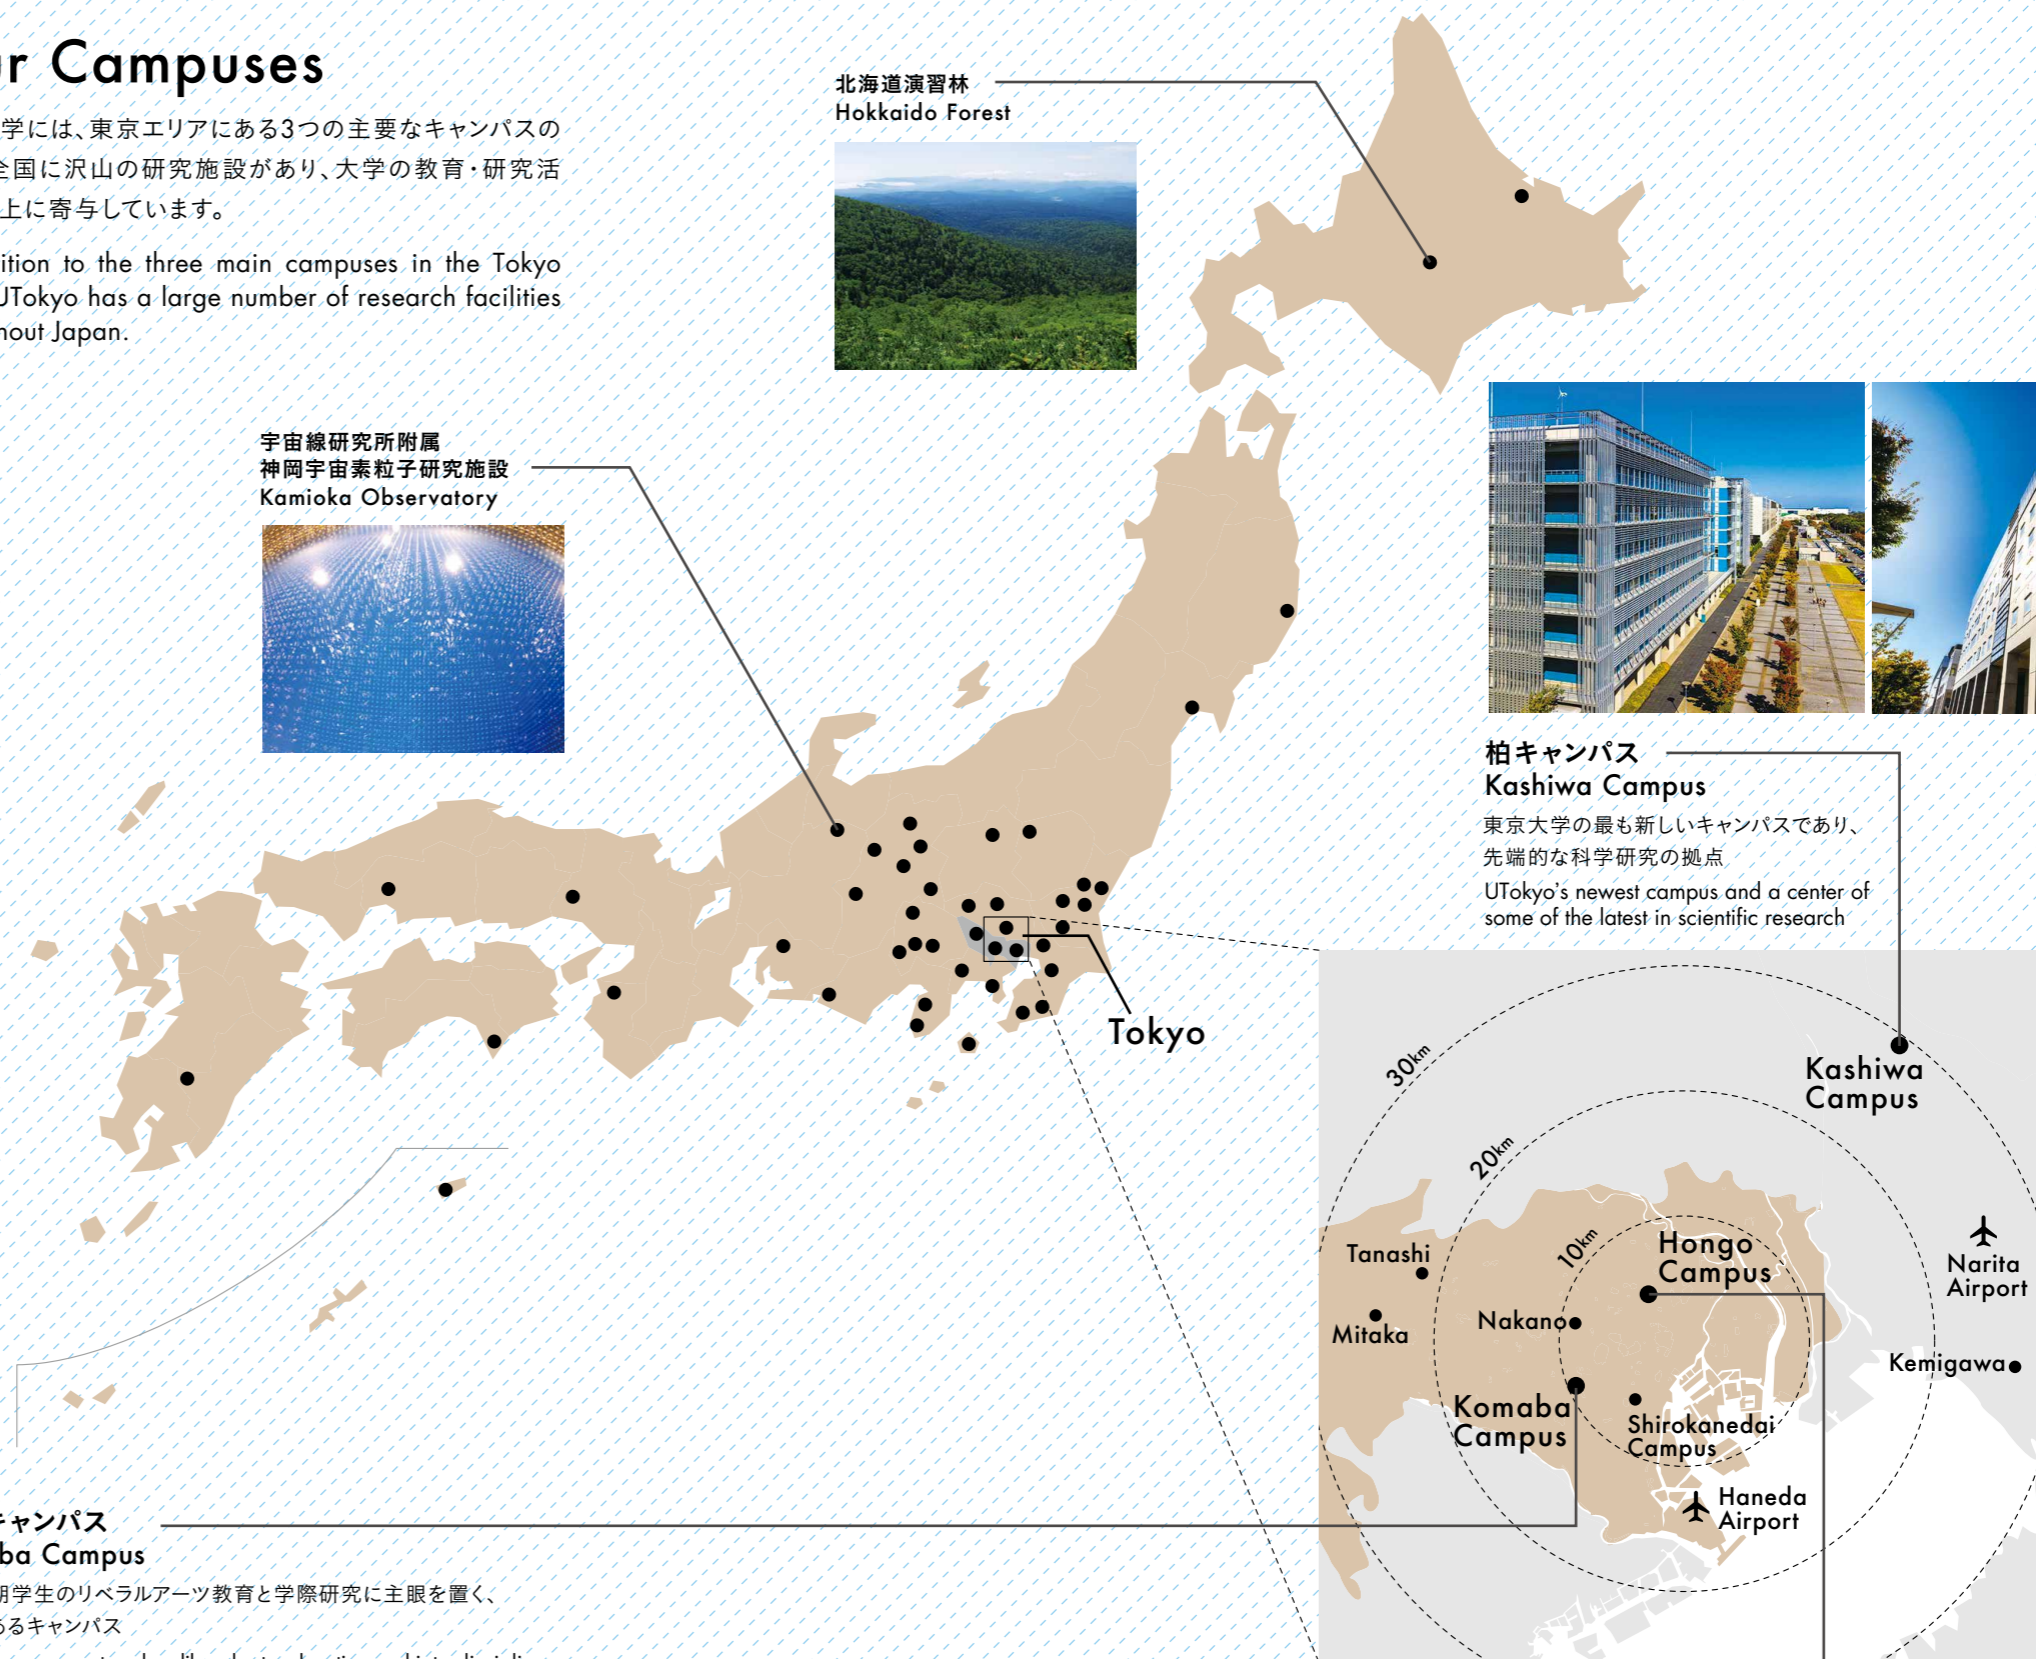 ur Campuses
学には、東京エリアにある3つの主要なキャンパスの
全国に沢山の研究施設があり、大学の教育・研究活
上に寄与しています。
ition to the three main campuses in the Tokyo
UTokyo has a large number of research facilities
hout Japan.
北海道演習林
Hokkaido Forest
宇宙線研究所附属
神岡宇宙素粒子研究施設
Kamioka Observatory
柏キャンパス
Kashiwa Campus
東京大学の最も新しいキャンパスであり、
先端的な科学研究の拠点
UTokyo's newest campus and a center of
some of the latest in scientific research
Tokyo
30km
20km
10km
Kashiwa
Campus
Hongo
Campus
Tanashi
Mitaka
Nakano
Narita
Airport
Kemigawa
Komaba
Campus
Shirokanedai
Campus
Haneda
Airport
キャンパス
ba Campus
期学生のリベラルアーツ教育と学際研究に主眼を置く、
あるキャンパス